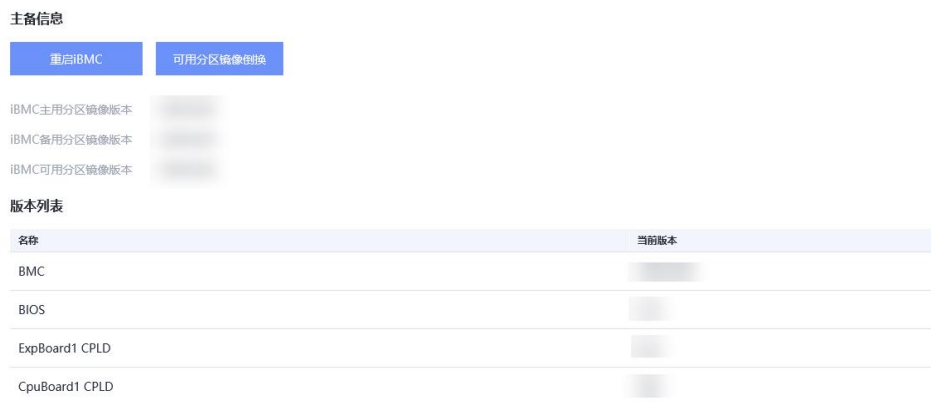 主备信息
重启iBMC 可用分区镜像倒换
iBMC主用分区镜像版本
iBMC备用分区镜像版本
iBMC可用分区镜像版本
版本列表
名称 当前版本
BMC
BIOS
ExpBoard1 CPLD
CpuBoard1 CPLD